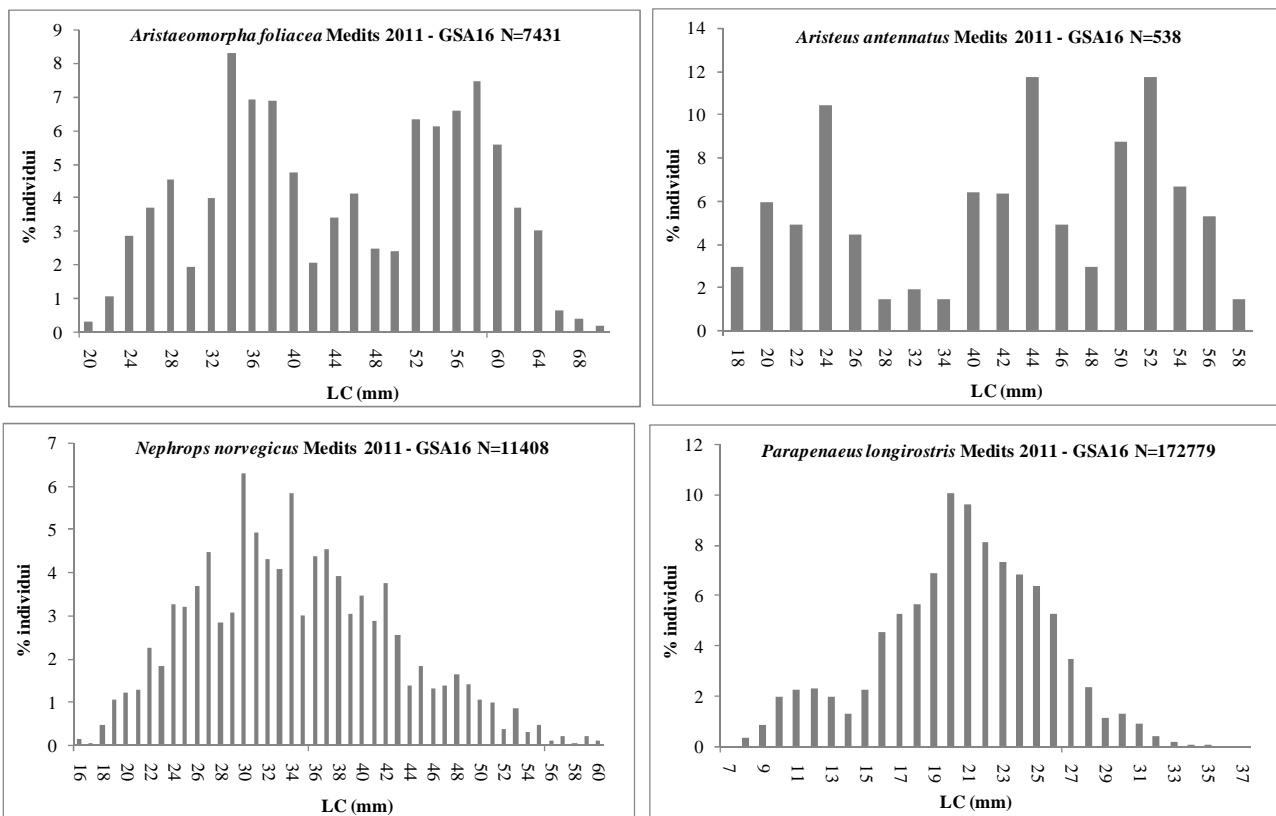 Aristaeomorpha foliacea Medits 2011 - GSA16 N=7431
% individui
9
8
7
6
5
4
3
2
1
0
20 24 28 32 36 40 44 48 52 56 60 64 68
LC (mm)
Aristeus antennatus Medits 2011 - GSA16 N=538
% individui
14
12
10
8
6
4
2
0
18 20 22 24 26 28 32 34 40 42 44 46 48 50 52 54 56 58
LC (mm)
Nephrops norvegicus Medits 2011 - GSA16 N=11408
% individui
7
6
5
4
3
2
1
0
16 18 20 22 24 26 28 30 32 34 36 38 40 42 44 46 48 50 52 54 56 58 60
LC (mm)
Parapenaeus longirostris Medits 2011 - GSA16 N=172779
% individui
12
10
8
6
4
2
0
7 9 11 13 15 17 19 21 23 25 27 29 31 33 35 37
LC (mm)